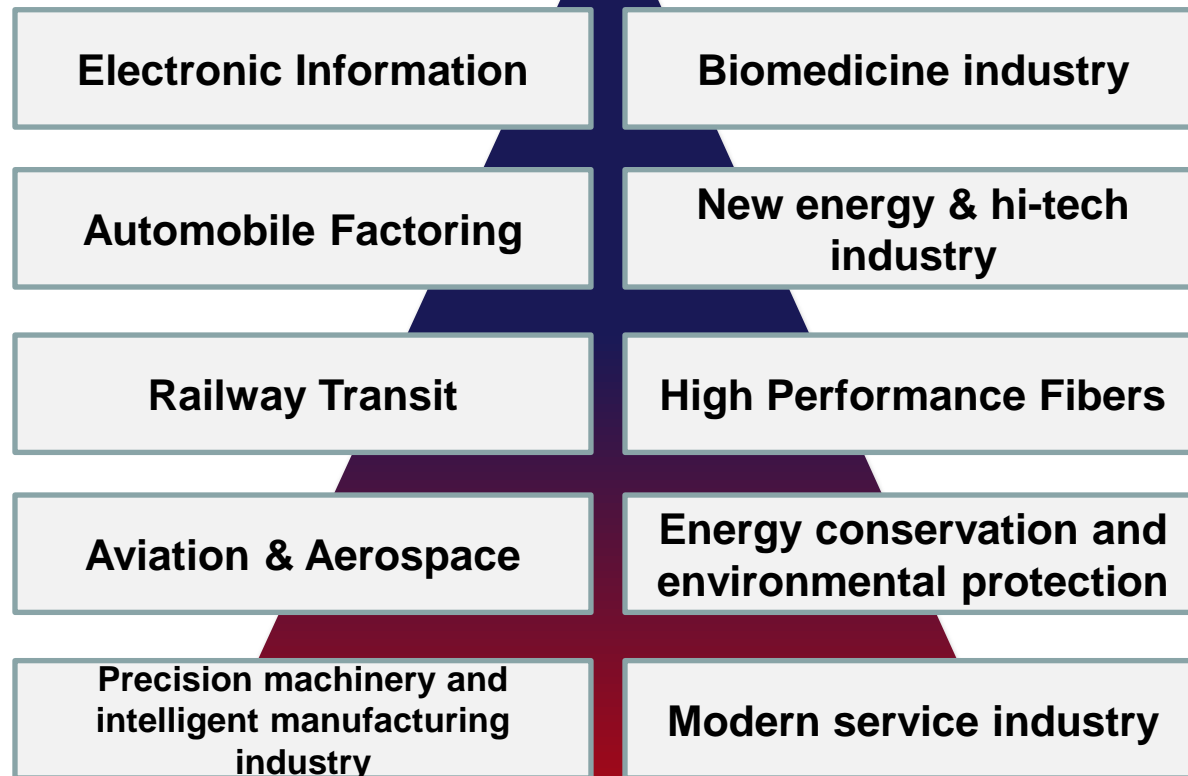 Electronic Information
Biomedicine industry
Automobile Factoring
New energy & hi-tech
industry
Railway Transit
High Performance Fibers
Aviation & Aerospace
Energy conservation and
environmental protection
Precision machinery and
intelligent manufacturing
industry
Modern service industry